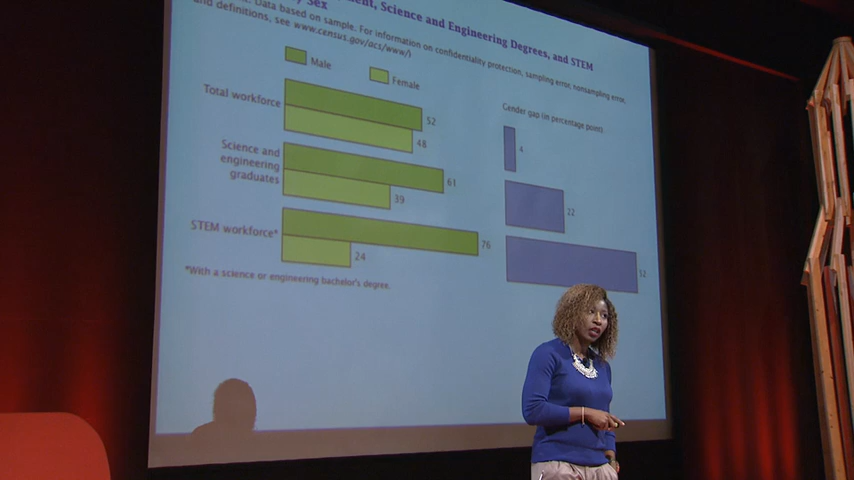 ment, Science and Engineering Degrees, and STEM
by Sex
Data based on sample. For information on confidentiality protection, sampling error, nonsampling error,
and definitions, see www.census.gov/acs/www/)
Male
Female
Gender gap (in percentage point)
Total workforce
52
48
4
Science and
engineering
graduates
61
39
22
STEM workforce*
76
24
52
*With a science or engineering bachelor's degree.